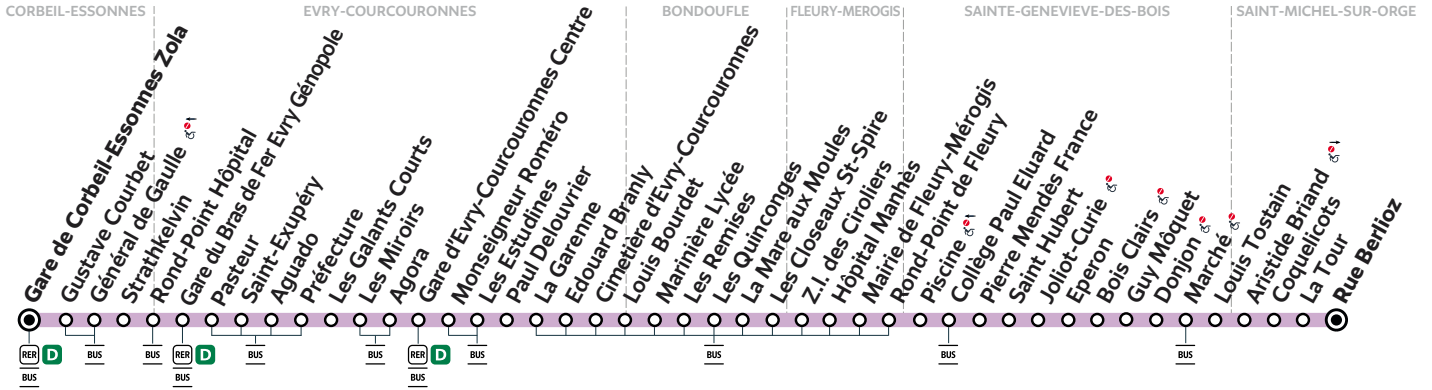 CORBEIL-ESSONNES
EVRY-COURCOURONNES
BONDOUFLE
FLEURY-MEROGIS
SAINTE-GENEVIEVE-DES-BOIS
SAINT-MICHEL-SUR-ORGE
Gare de Corbeil-Essonnes Zola
Gustave Courbet
Général de Gaulle
Strathkelvin
Rond-Point Hôpital
Gare du Bras de Fer Evry Génopole
Pasteur
Saint-Exupéry
Aguado
Préfecture
Les Galants Courts
Les Miroirs
Agora
Gare d'Evry-Courcouronnes Centre
Monseigneur Roméro
Les Estudines
Paul Delouvrier
La Garenne
Edouard Branly
Cimetière d'Evry-Courcouronnes
Louis Bourdet
Marinière Lycée
Les Remises
Les Quinconges
La Mare aux Moules
Les Closeaux St-Spire
Z.I. des Ciroliers
Hôpital Manhès
Mairie de Fleury-Mérogis
Rond-Point de Fleury
Piscine
Collège Paul Eluard
Pierre Mendès France
Saint Hubert
Joliot-Curie
Eperon
Bois Clairs
Guy Môquet
Donjon
Marché
Louis Tostain
Aristide Briand
Coquelicots
La Tour
Rue Berlioz
RER D
BUS
BUS
BUS
RER D
BUS
BUS
BUS
RER D
BUS
BUS
BUS
BUS
BUS